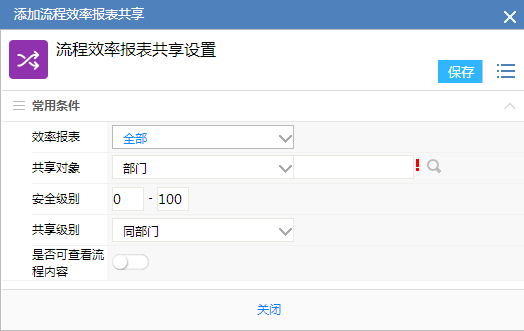 添加流程效率报表共享
流程效率报表共享设置
保存
常用条件
效率报表 全部
共享对象 部门 !
安全级别 0 - 100
共享级别 同部门
是否可查看流
程内容
关闭